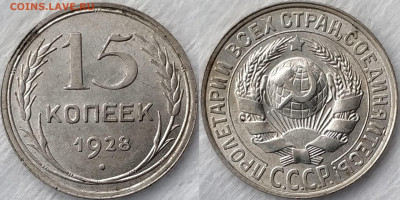 COINS.LAVE.RU
15
КОПЕЕК
1928
ПРОЛЕТАРИИ ВСЕХ СТРАН, СОЕДИНЯЙТЕСЬ!
С.С.С.Р.